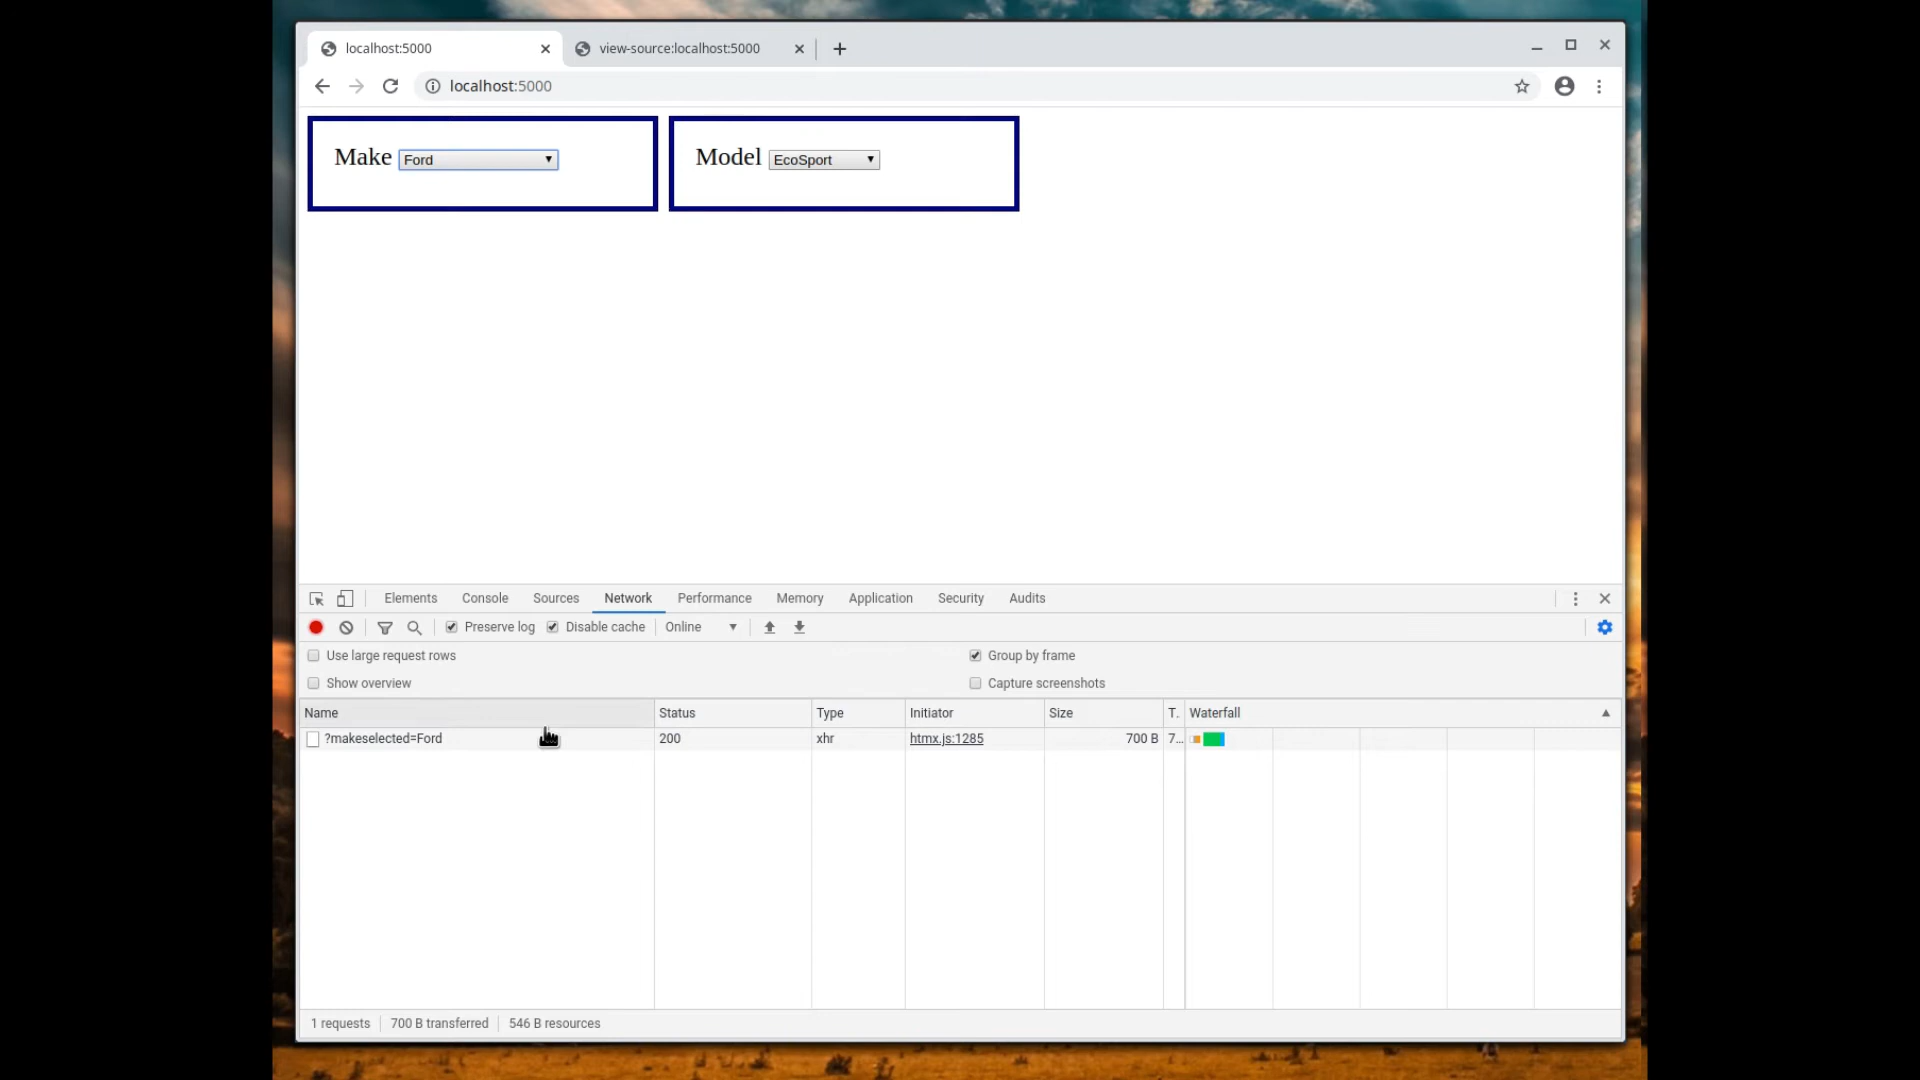 localhost:5000
view-source:localhost:5000
localhost:5000
Make Ford
Model EcoSport
Elements Console Sources Network Performance Memory Application Security Audits
Preserve log Disable cache Online
Use large request rows Group by frame
Show overview Capture screenshots
Name Status Type Initiator Size T. Waterfall
?makeselected=Ford 200 xhr htmx.js:1285 700 B 7...
1 requests 700 B transferred 546 B resources